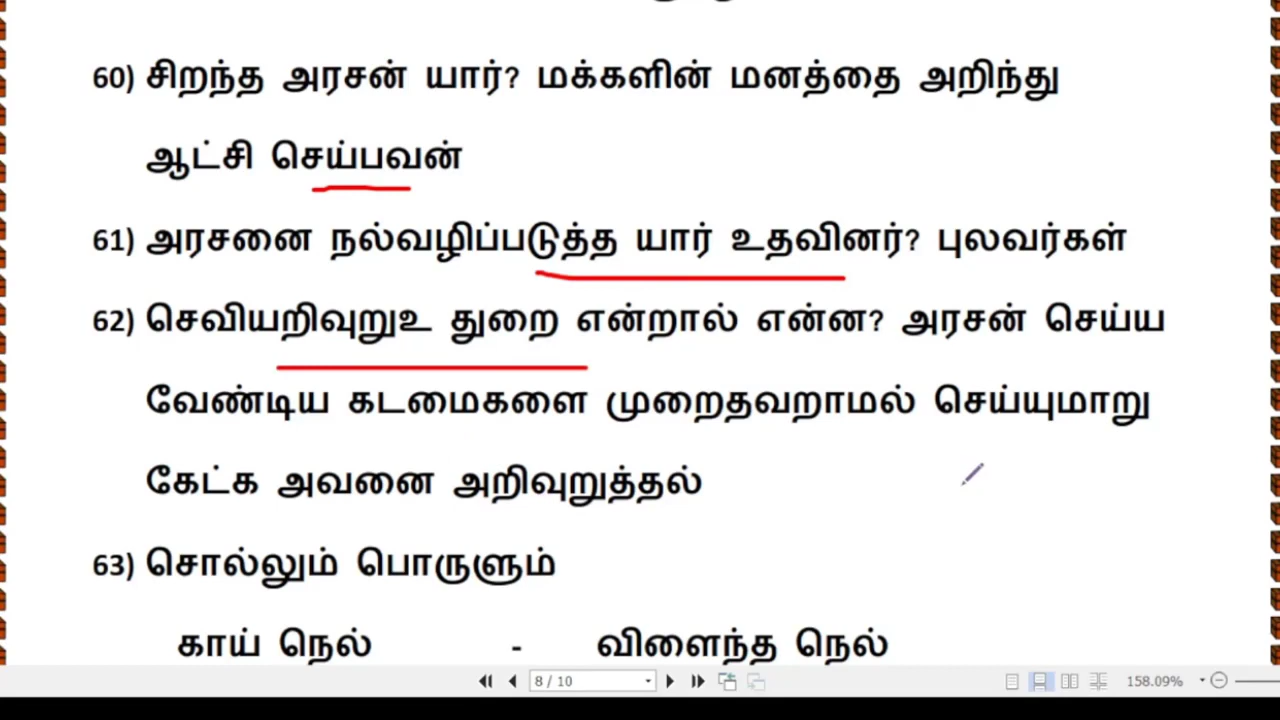 60) சிறந்த அரசன் யார்? மக்களின் மனத்தை அறிந்து
ஆட்சி செய்பவன்
61) அரசனை நல்வழிப்படுத்த யார் உதவினர்? புலவர்கள்
62) செவியறிவுறுஉ துறை என்றால் என்ன? அரசன் செய்ய
வேண்டிய கடமைகளை முறைதவறாமல் செய்யுமாறு
கேட்க அவனை அறிவுறுத்தல்
63) சொல்லும் பொருளும்
காய் நெல் - விளைந்த நெல்
8 / 10 158.09%